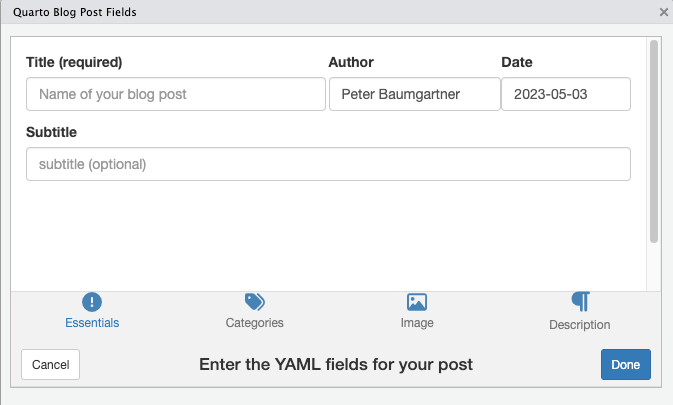 Quarto Blog Post Fields
Title (required) Author Date
Name of your blog post Peter Baumgartner 2023-05-03
Subtitle
subtitle (optional)
Essentials Categories Image Description
Cancel Enter the YAML fields for your post Done